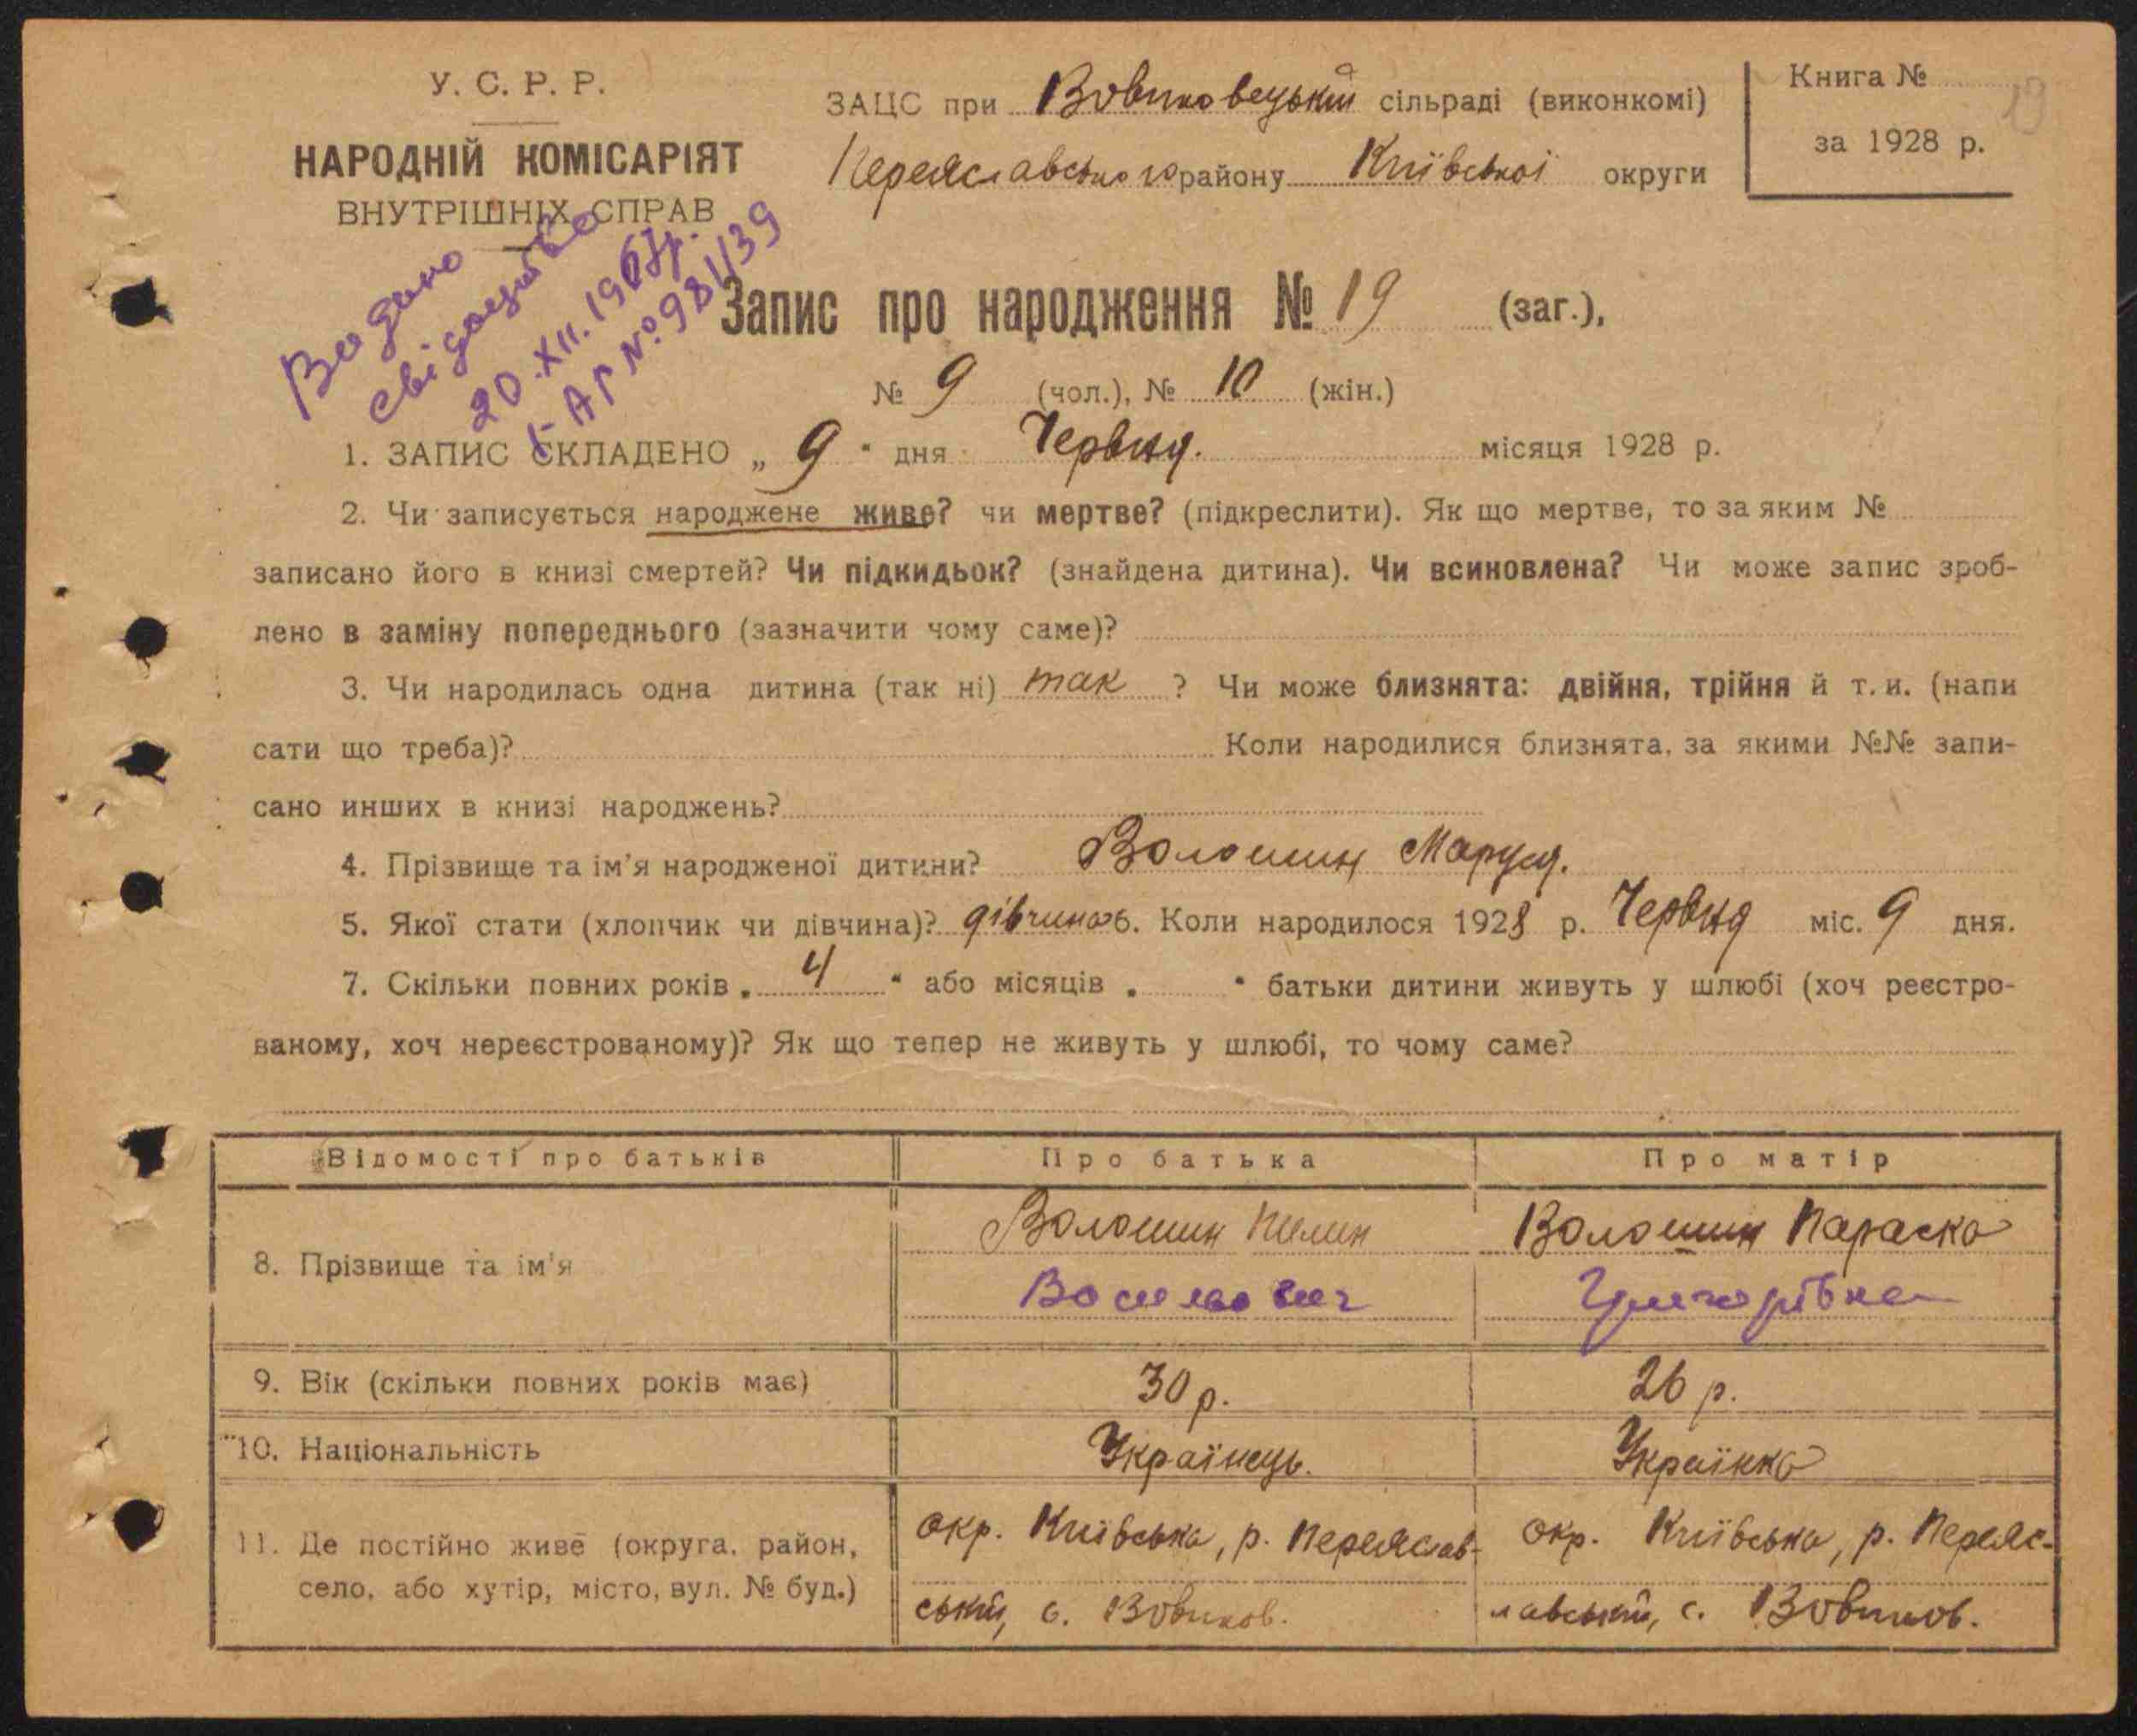 У. С. Р. Р.
НАРОДНІЙ КОМІСАРІЯТ
ВНУТРІШНІХ СПРАВ
Видано
свідоцтво
20.XII.1967р.
І-АР №981139
ЗАЦС при Вовчковецькій сільраді (виконкомі)
Переяславського району Київської округи
Книга №
за 1928 р.
19
Запис про народження № 19 (заг.),
№ 9 (чол.), № 10 (жін.)
1. ЗАПИС СКЛАДЕНО „ 9 “ дня Червня. місяця 1928 р.
2. Чи записується народжене живе? чи мертве? (підкреслити). Як що мертве, то за яким №
записано його в книзі смертей? Чи підкидьок? (знайдена дитина). Чи всиновлена? Чи може запис зроб-
лено в заміну попереднього (зазначити чому саме)?
3. Чи народилась одна дитина (так ні) так ? Чи може близнята: двійня, трійня й т. и. (напи
сати що треба)? Коли народилися близнята, за якими №№ запи-
сано инших в книзі народжень?
4. Прізвище та ім’я народженої дитини? Волошин Маруся.
5. Якої стати (хлопчик чи дівчина)? дівчина 6. Коли народилося 1928 р. Червня міс. 9 дня.
7. Скільки повних років „ 4 “ або місяців „ “ батьки дитини живуть у шлюбі (хоч реєстро-
ваному, хоч нереєстрованому)? Як що тепер не живуть у шлюбі, то чому саме?
Відомості про батьків Про батька Про матір
8. Прізвище та ім’я Волошин Пилип Волошин Параска
Васильович Григорівна
9. Вік (скільки повних років має) 30 р. 26 р.
10. Національність Українець. Українка
11. Де постійно живе (округа, район, окр. Київська, р. Переяслав- окр. Київська, р. Переяс-
село, або хутір, місто, вул. № буд.) ський, с. Вовчков. лавський, с. Вовчков.